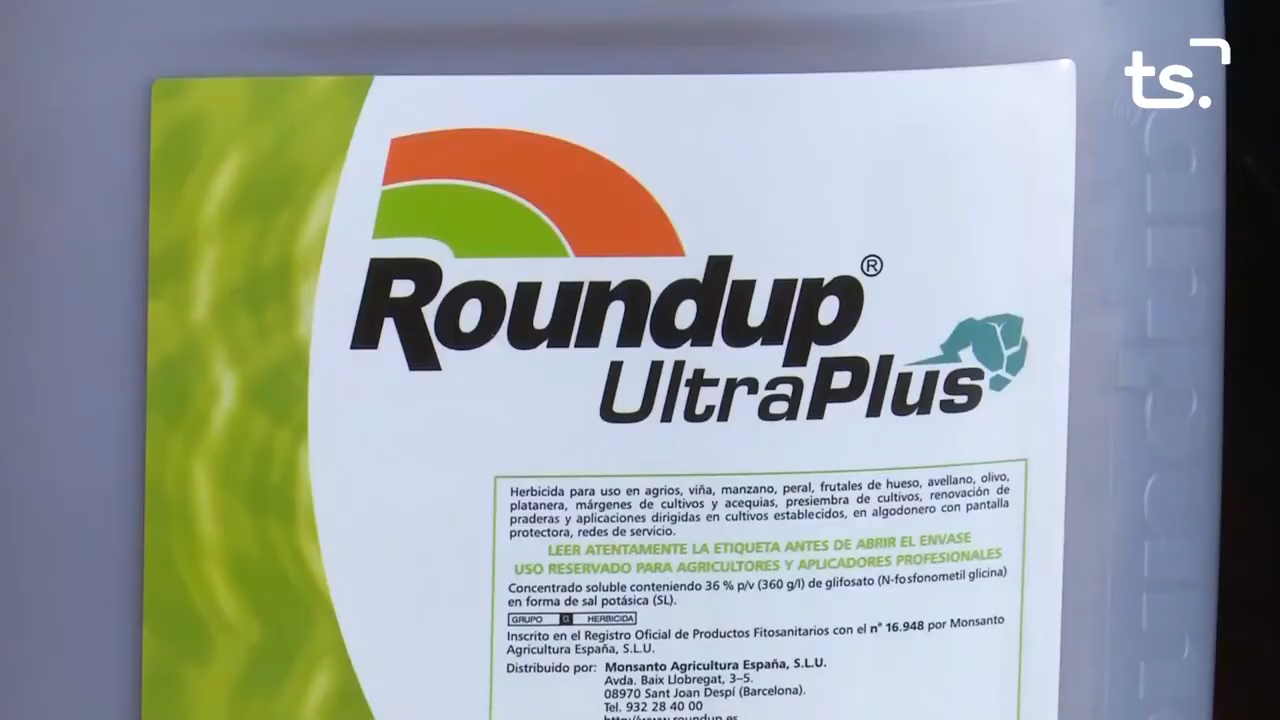 ts.
Roundup®
UltraPlus
Herbicida para uso en agrios, viña, manzano, peral, frutales de hueso, avellano, olivo,
platanera, márgenes de cultivos y acequias, presiembra de cultivos, renovación de
praderas y aplicaciones dirigidas en cultivos establecidos, en algodonero con pantalla
protectora, redes de servicio.
LEER ATENTAMENTE LA ETIQUETA ANTES DE ABRIR EL ENVASE
USO RESERVADO PARA AGRICULTORES Y APLICADORES PROFESIONALES
Concentrado soluble conteniendo 36 % p/v (360 g/l) de glifosato (N-fosfonometil glicina)
en forma de sal potásica (SL).
GRUPO G HERBICIDA
Inscrito en el Registro Oficial de Productos Fitosanitarios con el n° 16.948 por Monsanto
Agricultura España, S.L.U.
Distribuido por: Monsanto Agricultura España, S.L.U.
Avda. Baix Llobregat, 3-5.
08970 Sant Joan Despí (Barcelona).
Tel. 932 28 40 00
http://www.roundup.es